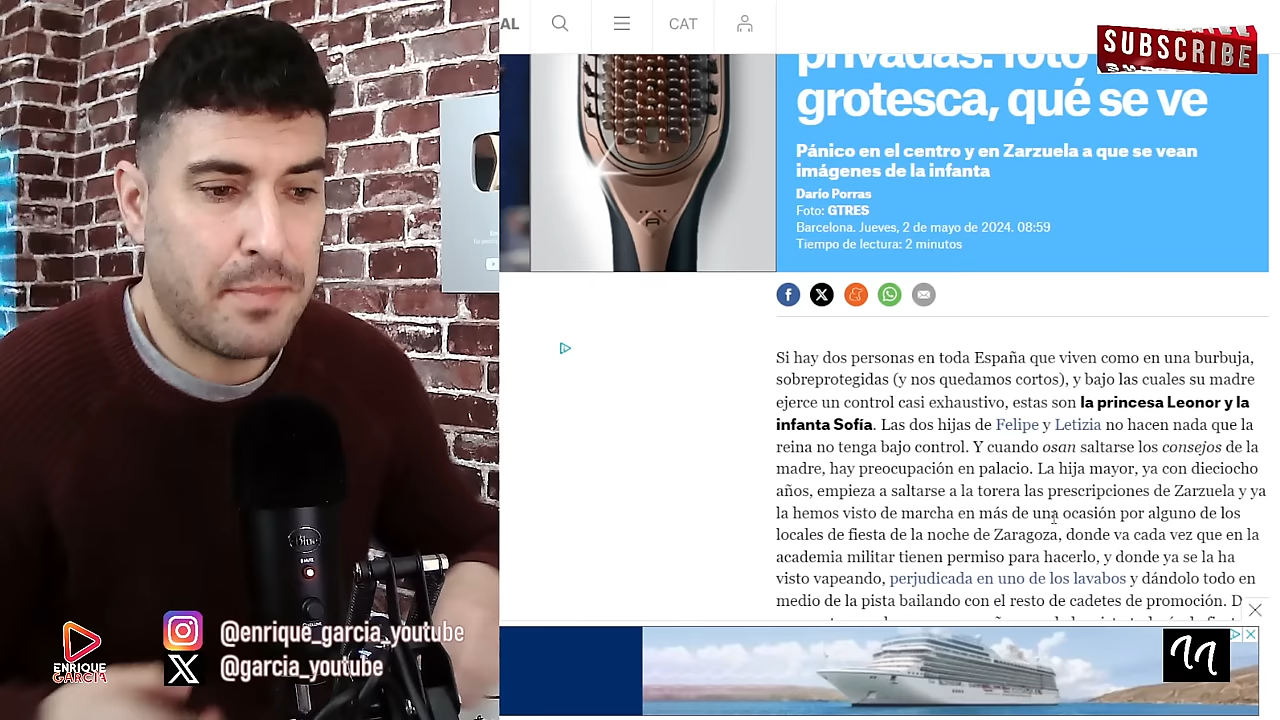 AL
CAT
SUBSCRIBE
privadas: foto
grotesca, qué se ve
Pánico en el centro y en Zarzuela a que se vean
imágenes de la infanta
Darío Porras
Foto: GTRES
Barcelona. Jueves, 2 de mayo de 2024. 08:59
Tiempo de lectura: 2 minutos
Si hay dos personas en toda España que viven como en una burbuja,
sobreprotegidas (y nos quedamos cortos), y bajo las cuales su madre
ejerce un control casi exhaustivo, estas son la princesa Leonor y la
infanta Sofía. Las dos hijas de Felipe y Letizia no hacen nada que la
reina no tenga bajo control. Y cuando osan saltarse los consejos de la
madre, hay preocupación en palacio. La hija mayor, ya con dieciocho
años, empieza a saltarse a la torera las prescripciones de Zarzuela y ya
la hemos visto de marcha en más de una ocasión por alguno de los
locales de fiesta de la noche de Zaragoza, donde va cada vez que en la
academia militar tienen permiso para hacerlo, y donde ya se la ha
visto vapeando, perjudicada en uno de los lavabos y dándolo todo en
medio de la pista bailando con el resto de cadetes de promoción. D
blue
ENRIQUE
GARCIA
@enrique_garcia_youtube
@garcia_youtube